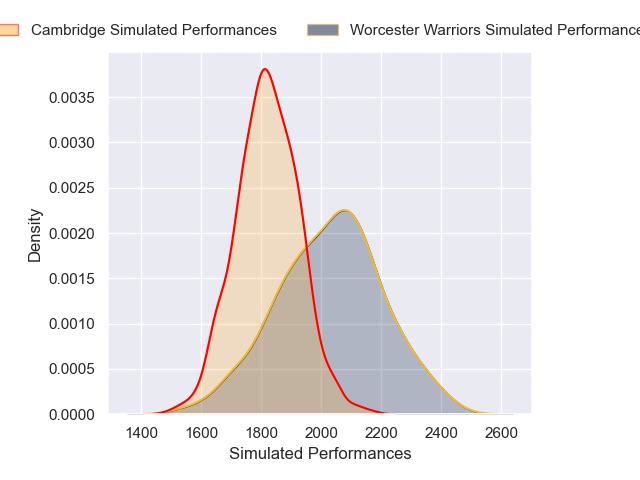 Cambridge Simulated Performances Worcester Warriors Simulated Performance
0.0035
0.0030
0.0025
0.0020
0.0015
0.0010
0.0005
0.0000
Density
1400 1600 1800 2000 2200 2400 2600
Simulated Performances